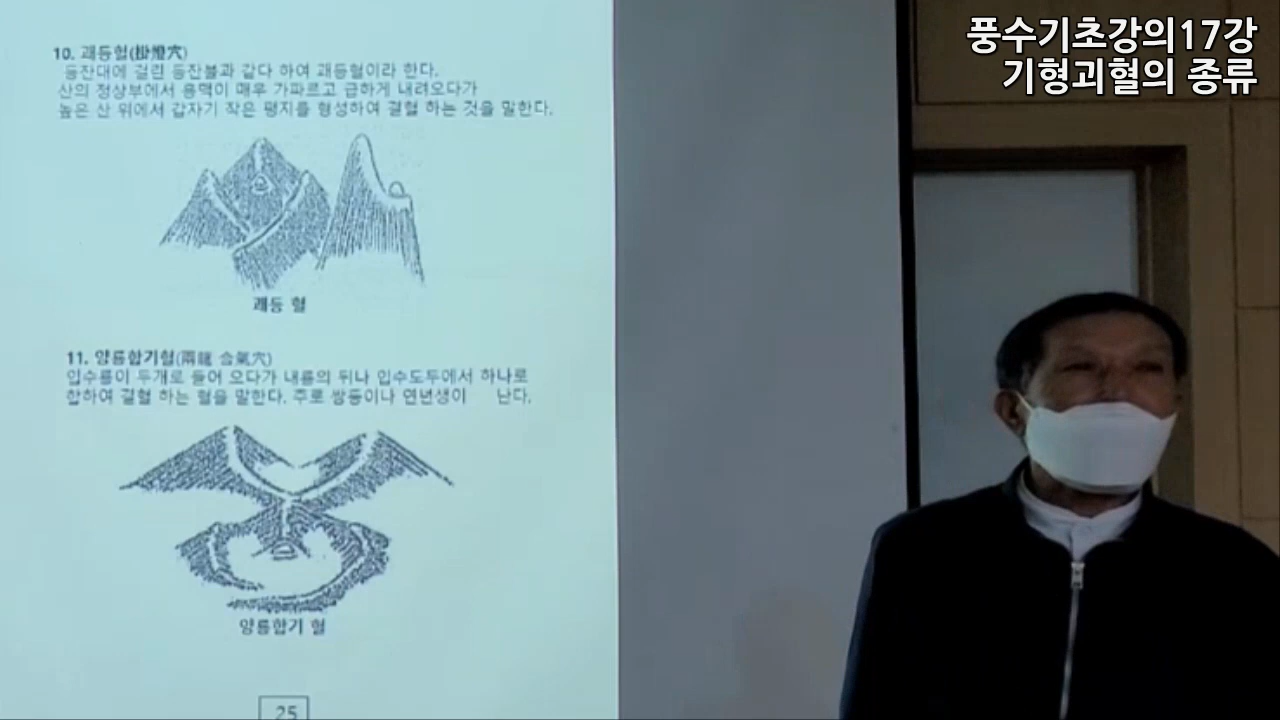 풍수기초강의17강
기형괴혈의 종류
10. 괘등혈(掛燈穴)
등잔대에 걸린 등잔불과 같다 하여 괘등혈이라 한다.
산의 정상부에서 용맥이 매우 가파르고 급하게 내려오다가
높은 산 위에서 갑자기 작은 평지를 형성하여 결혈 하는 것을 말한다.
괘등 혈
11. 양룡합기혈(兩龍 合氣穴)
입수룡이 두개로 들어 오다가 내룡의 뒤나 입수도두에서 하나로
합하여 결혈 하는 혈을 말한다. 주로 쌍둥이나 연년생이 난다.
양룡합기 혈
25